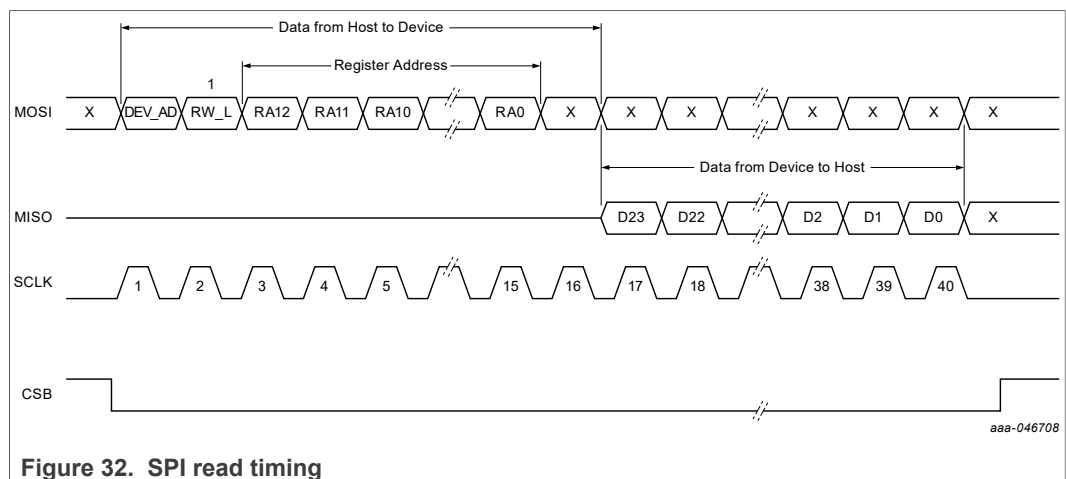 Data from Host to Device
Register Address
1
MOSI X DEV_AD RW_L RA12 RA11 RA10 RA0 X X X X X X X
Data from Device to Host
MISO D23 D22 D2 D1 D0 X
SCLK 1 2 3 4 5 15 16 17 18 38 39 40
CSB
aaa-046708
Figure 32. SPI read timing